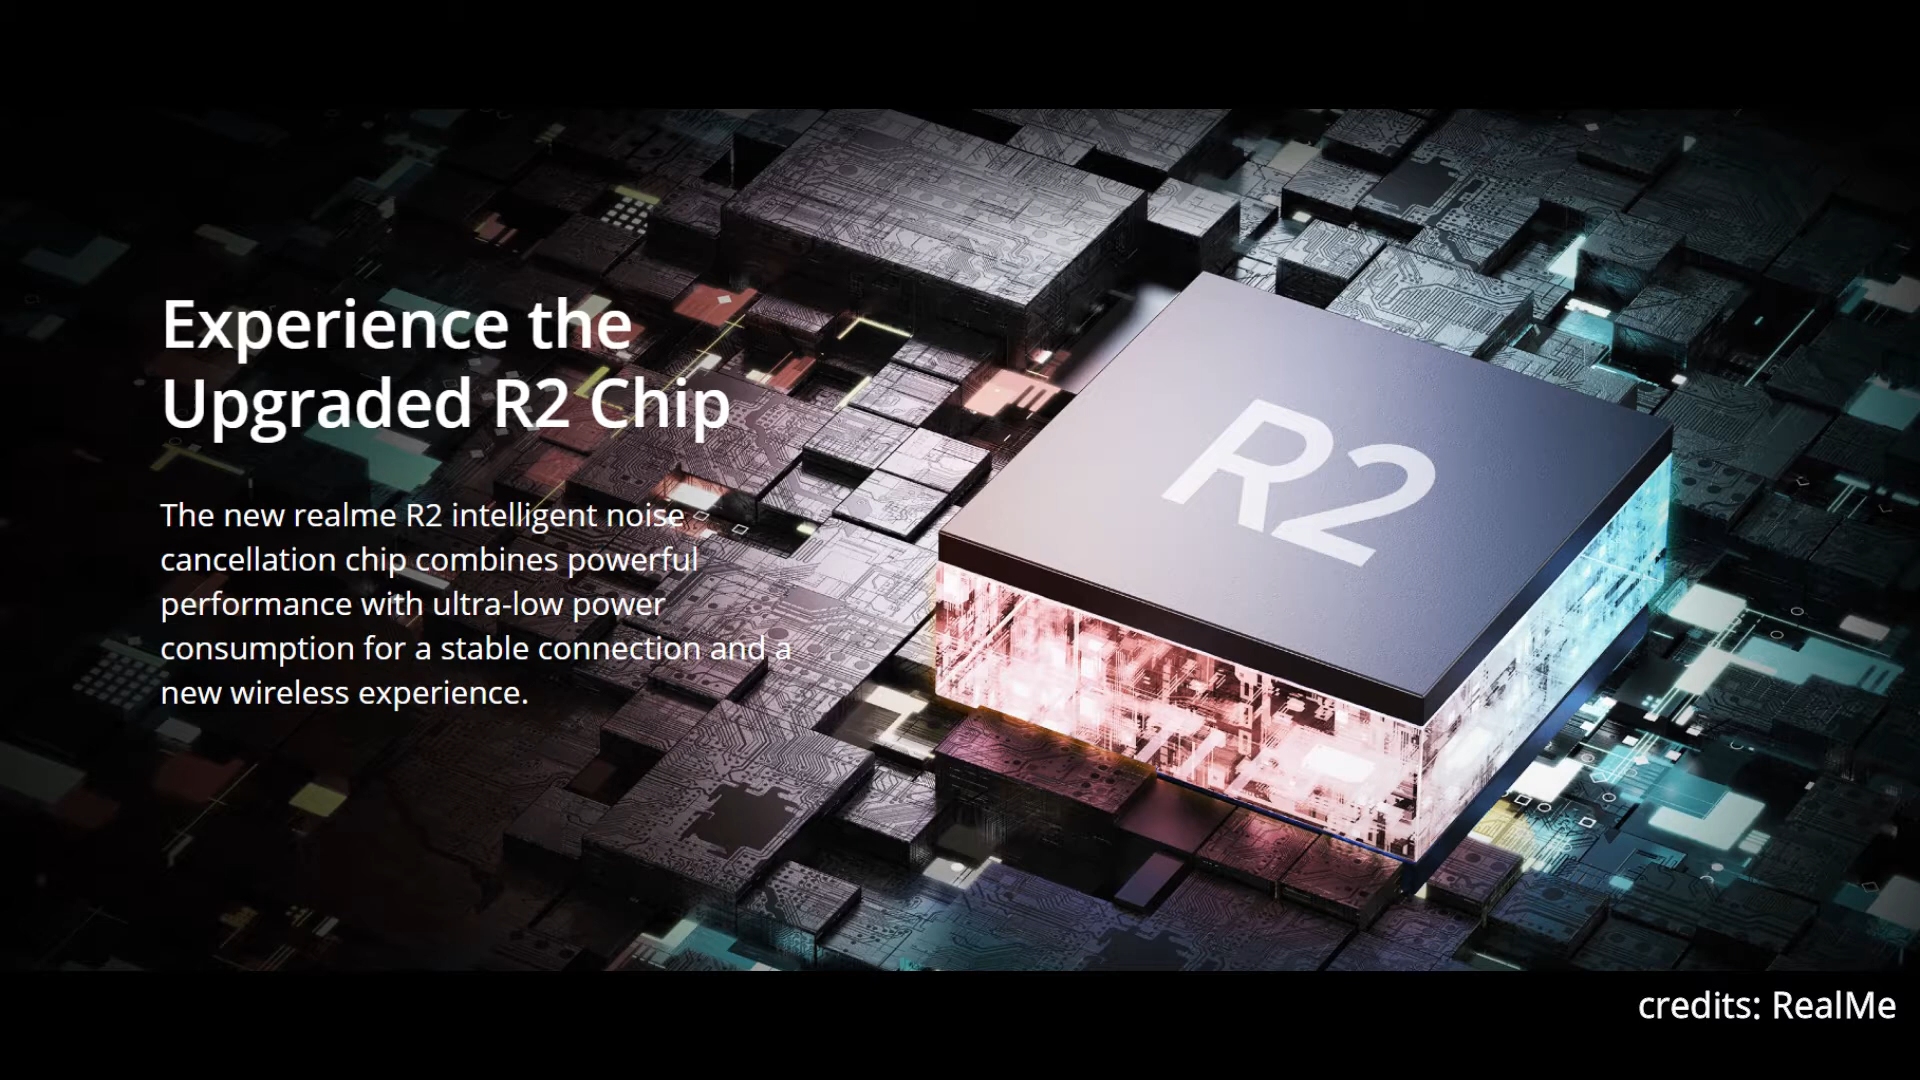 Experience the
Upgraded R2 Chip
The new realme R2 intelligent noise
cancellation chip combines powerful
performance with ultra-low power
consumption for a stable connection and a
new wireless experience.
R2
credits: RealMe